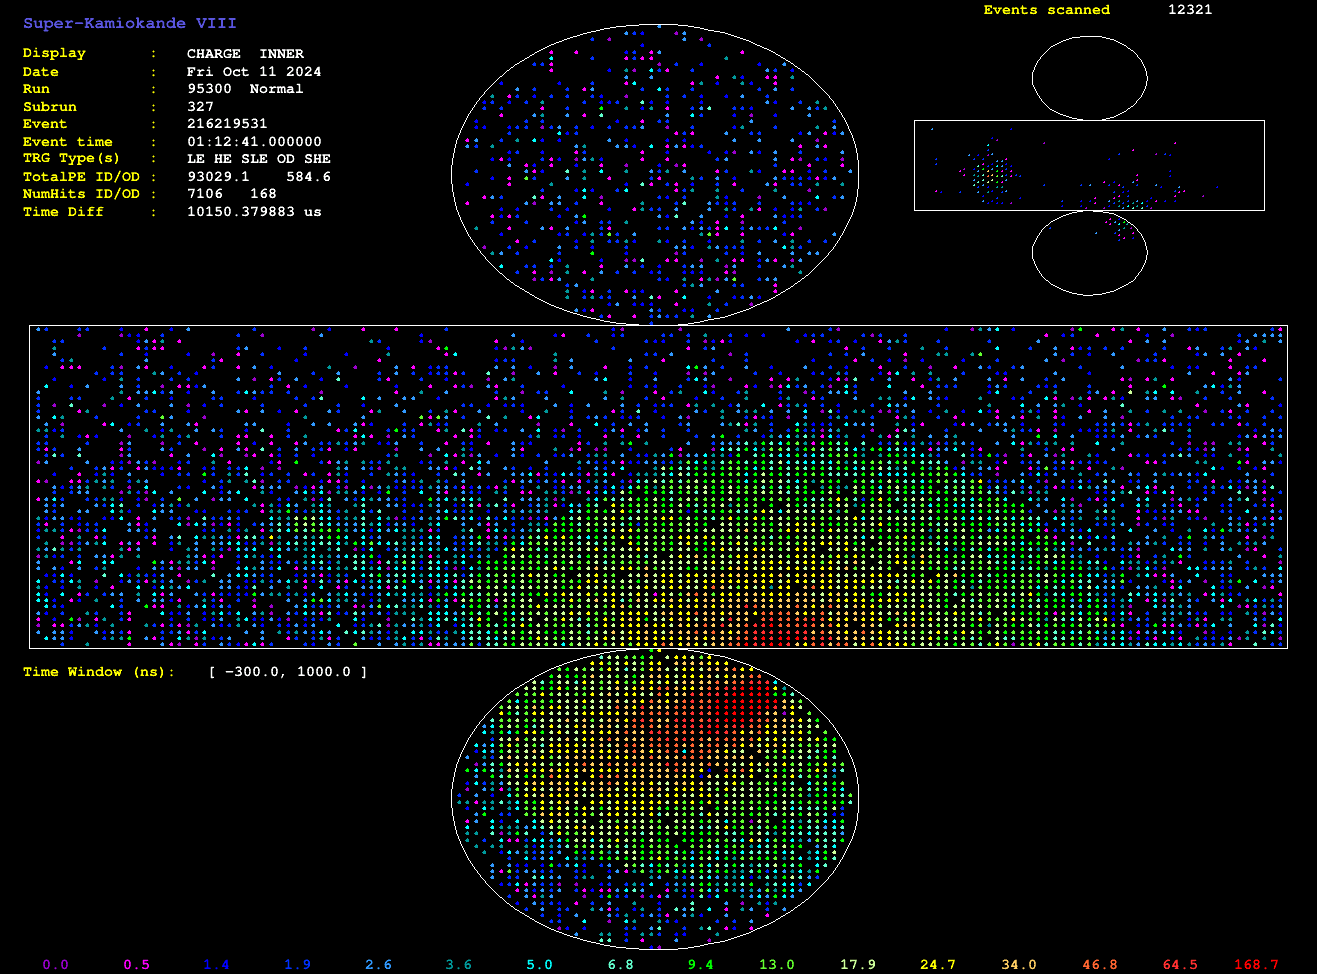 Super-Kamiokande VIII
Events scanned 12321
Display : CHARGE INNER
Date : Fri Oct 11 2024
Run : 95300 Normal
Subrun : 327
Event : 216219531
Event time : 01:12:41.000000
TRG Type(s) : LE HE SLE OD SHE
TotalPE ID/OD : 93029.1 584.6
NumHits ID/OD : 7106 168
Time Diff : 10150.379883 us
Time Window (ns): [ -300.0, 1000.0 ]
0.0 0.5 1.4 1.9 2.6 3.6 5.0 6.8 9.4 13.0 17.9 24.7 34.0 46.8 64.5 168.7